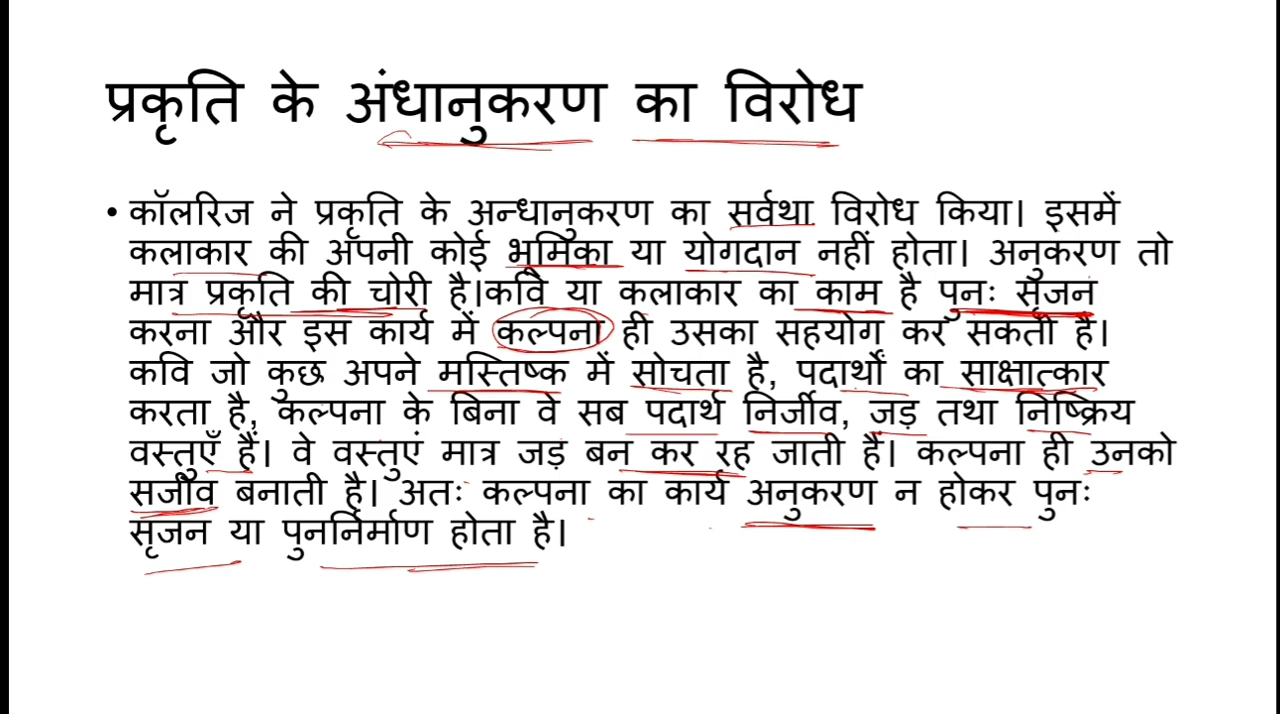 प्रकृति के अंधानुकरण का विरोध
• कॉलरिज ने प्रकृति के अन्धानुकरण का सर्वथा विरोध किया। इसमें
कलाकार की अपनी कोई भूमिका या योगदान नहीं होता। अनुकरण तो
मात्र प्रकृति की चोरी है।कवि या कलाकार का काम है पुनः सृजन
करना और इस कार्य में कल्पना ही उसका सहयोग कर सकती है।
कवि जो कुछ अपने मस्तिष्क में सोचता है, पदार्थों का साक्षात्कार
करता है, कल्पना के बिना वे सब पदार्थ निर्जीव, जड़ तथा निष्क्रिय
वस्तुएँ हैं। वे वस्तुएं मात्र जड़ बन कर रह जाती हैं। कल्पना ही उनको
सजीव बनाती है। अतः कल्पना का कार्य अनुकरण न होकर पुनः
सृजन या पुनर्निर्माण होता है।